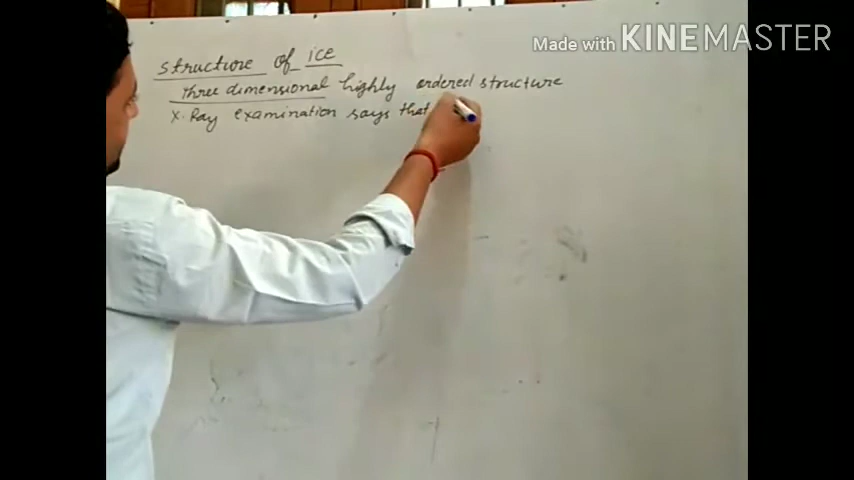 Made with KINEMASTER
structure of ice
three dimensional highly ordered structure
X. Ray examination says that